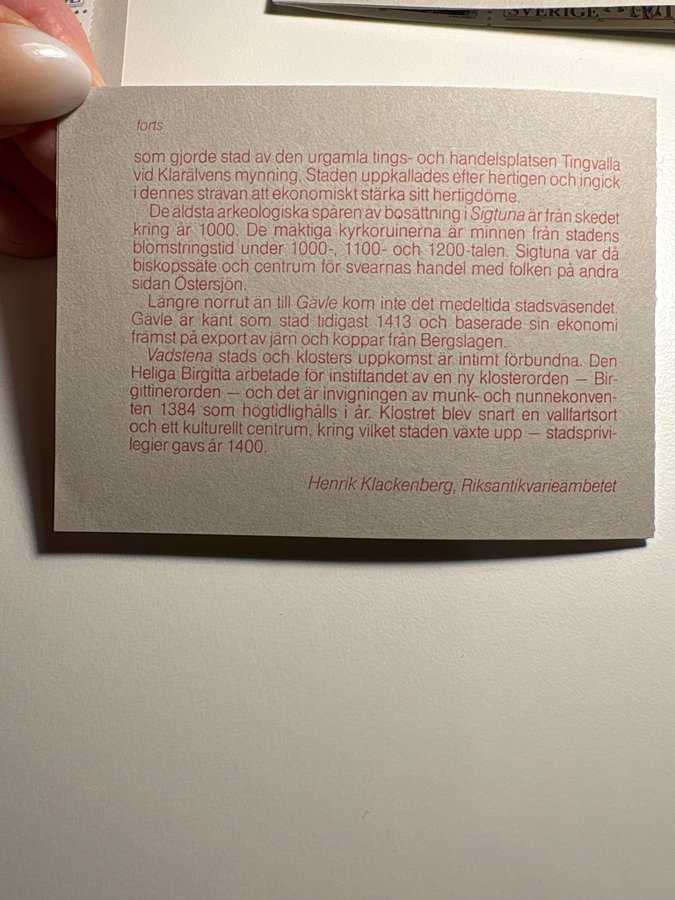 SVERIGE
forts
som gjorde stad av den urgamla tings- och handelsplatsen Tingvalla
vid Klarälvens mynning. Staden uppkallades efter hertigen och ingick
i dennes strävan att ekonomiskt stärka sitt hertigdöme.
De äldsta arkeologiska spåren av bosättning i Sigtuna är från skedet
kring år 1000. De mäktiga kyrkoruinerna är minnen från stadens
blomstringstid under 1000-, 1100- och 1200-talen. Sigtuna var då
biskopssäte och centrum för svearnas handel med folken på andra
sidan Östersjön.
Längre norrut än till Gävle kom inte det medeltida stadsväsendet.
Gävle är känt som stad tidigast 1413 och baserade sin ekonomi
främst på export av järn och koppar från Bergslagen.
Vadstena stads och klosters uppkomst är intimt förbundna. Den
Heliga Birgitta arbetade för instiftandet av en ny klosterorden — Bir-
gittinerorden — och det är invigningen av munk- och nunnekonven-
ten 1384 som högtidlighålls i år. Klostret blev snart en vallfartsort
och ett kulturellt centrum, kring vilket staden växte upp — stadsprivi-
legier gavs år 1400.
Henrik Klackenberg, Riksantikvarieämbetet